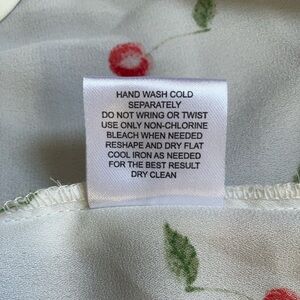 HAND WASH COLD
SEPARATELY
DO NOT WRING OR TWIST
USE ONLY NON-CHLORINE
BLEACH WHEN NEEDED
RESHAPE AND DRY FLAT
COOL IRON AS NEEDED
FOR THE BEST RESULT
DRY CLEAN